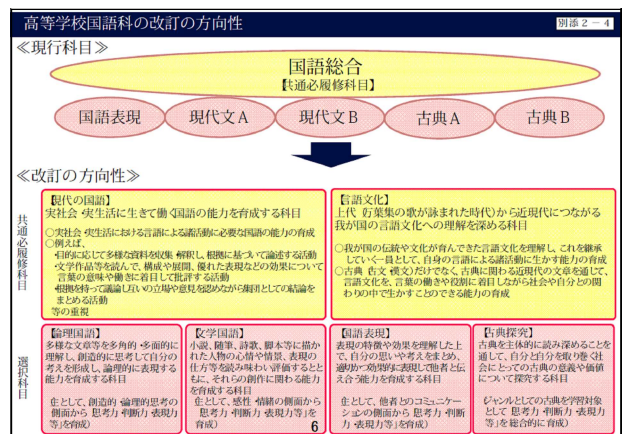 高等学校国語科の改訂の方向性
別添２－４
≪現行科目≫
国語総合
【共通必履修科目】
国語表現
現代文Ａ
現代文Ｂ
古典Ａ
古典Ｂ
≪改訂の方向性≫
共通必履修科目
【現代の国語】
実社会・実生活に生きて働く国語の能力を育成する科目
○実社会・実生活における言語による諸活動に必要な国語の能力の育成
○例えば、
・目的に応じて多様な資料を収集・解釈し、根拠に基づいて論述する活動
・文学作品等を読んで、構成や展開、優れた表現などの効果について
言葉の意味や働きに着目して批評する活動
・根拠を持って議論し互いの立場や意見を認めながら集団としての結論を
まとめる活動
等の重視
【言語文化】
上代（万葉集の歌が詠まれた時代）から近現代につながる
我が国の言語文化への理解を深める科目
○我が国の伝統や文化が育んできた言語文化を理解し、これを継承
していく一員として、自身の言語による諸活動に生かす能力の育成
○古典（古文・漢文）だけでなく、古典に関わる近現代の文章を通じて、
言語文化を、言葉の働きや役割に着目しながら社会や自分との関
わりの中で生かすことのできる能力の育成
選択科目
【論理国語】
多様な文章等を多角的・多面的に
理解し、創造的に思考して自分の
考えを形成し、論理的に表現する
能力を育成する科目
（主として、創造的・論理的思考の
側面から 思考力・判断力・表現力
等」を育成）
【文学国語】
小説、随筆、詩歌、脚本等に描か
れた人物の心情や情景、表現の
仕方等を読み味わい評価するとと
もに、それらの創作に関わる能力
を育成する科目
（主として、感性・情緒の側面から
思考力・判断力・表現力等」を
育成）
6
【国語表現】
表現の特徴や効果を理解した上
で、自分の思いや考えをまとめ、
適切かつ効果的に表現して他者と
伝え合う能力を育成する科目
（主として、他者とのコミュニケー
ションの側面から 思考力・判断力
・表現力等」を育成）
【古典探究】
古典を主体的に読み深めることを
通して、自分と自分を取り巻く社
会にとっての古典の意義や価値
について探究する科目
（ジャンルとしての古典を学習対象
として 思考力・判断力・表現力
等」を総合的に育成）